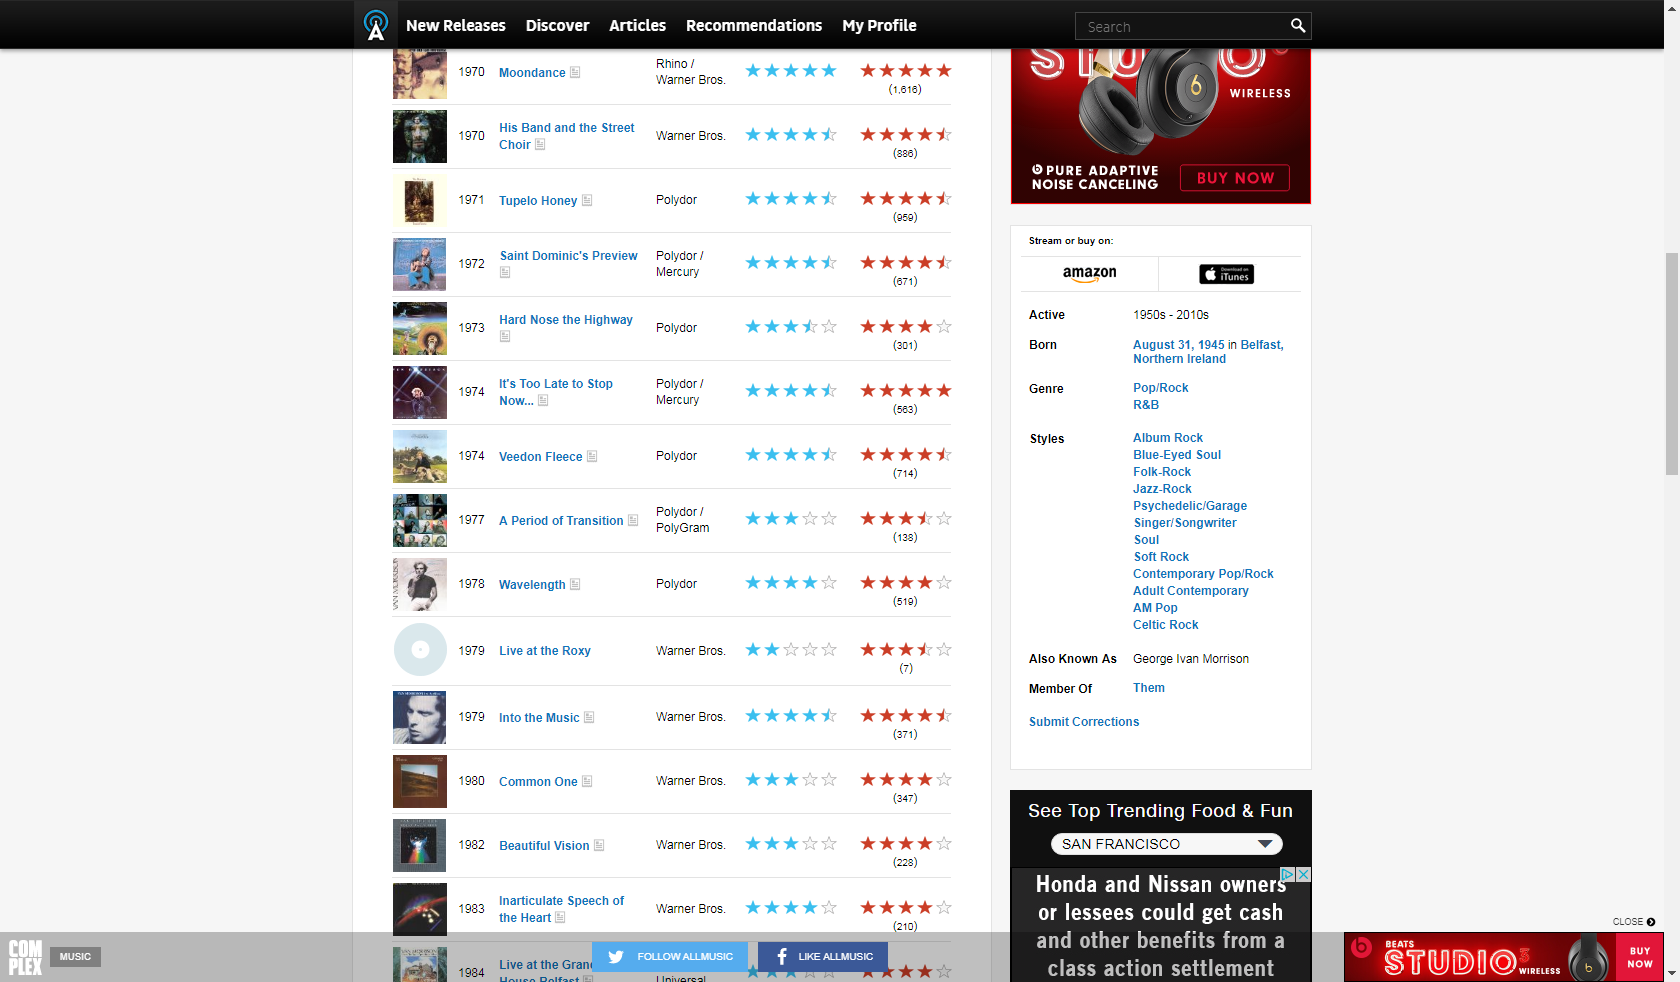 New Releases Discover Articles Recommendations My Profile
Search
1970 Moondance Rhino / Warner Bros. (1,616)
1970 His Band and the Street Choir Warner Bros. (886)
1971 Tupelo Honey Polydor (959)
1972 Saint Dominic's Preview Polydor / Mercury (671)
1973 Hard Nose the Highway Polydor (301)
1974 It's Too Late to Stop Now... Polydor / Mercury (563)
1974 Veedon Fleece Polydor (714)
1977 A Period of Transition Polydor / PolyGram (138)
1978 Wavelength Polydor (519)
1979 Live at the Roxy Warner Bros. (7)
1979 Into the Music Warner Bros. (371)
1980 Common One Warner Bros. (347)
1982 Beautiful Vision Warner Bros. (228)
1983 Inarticulate Speech of the Heart Warner Bros. (210)
1984 Live at the Grand House Belfast Universal
STUDIO3
WIRELESS
PURE ADAPTIVE
NOISE CANCELING
BUY NOW
Stream or buy on:
amazon
Download on
iTunes
Active 1950s - 2010s
Born August 31, 1945 in Belfast,
Northern Ireland
Genre Pop/Rock
R&B
Styles Album Rock
Blue-Eyed Soul
Folk-Rock
Jazz-Rock
Psychedelic/Garage
Singer/Songwriter
Soul
Soft Rock
Contemporary Pop/Rock
Adult Contemporary
AM Pop
Celtic Rock
Also Known As George Ivan Morrison
Member Of Them
Submit Corrections
See Top Trending Food & Fun
SAN FRANCISCO
Honda and Nissan owners
or lessees could get cash
and other benefits from a
class action settlement
CLOSE
COMPLEX MUSIC
FOLLOW ALLMUSIC
LIKE ALLMUSIC
BEATS
STUDIO3
WIRELESS
BUY
NOW